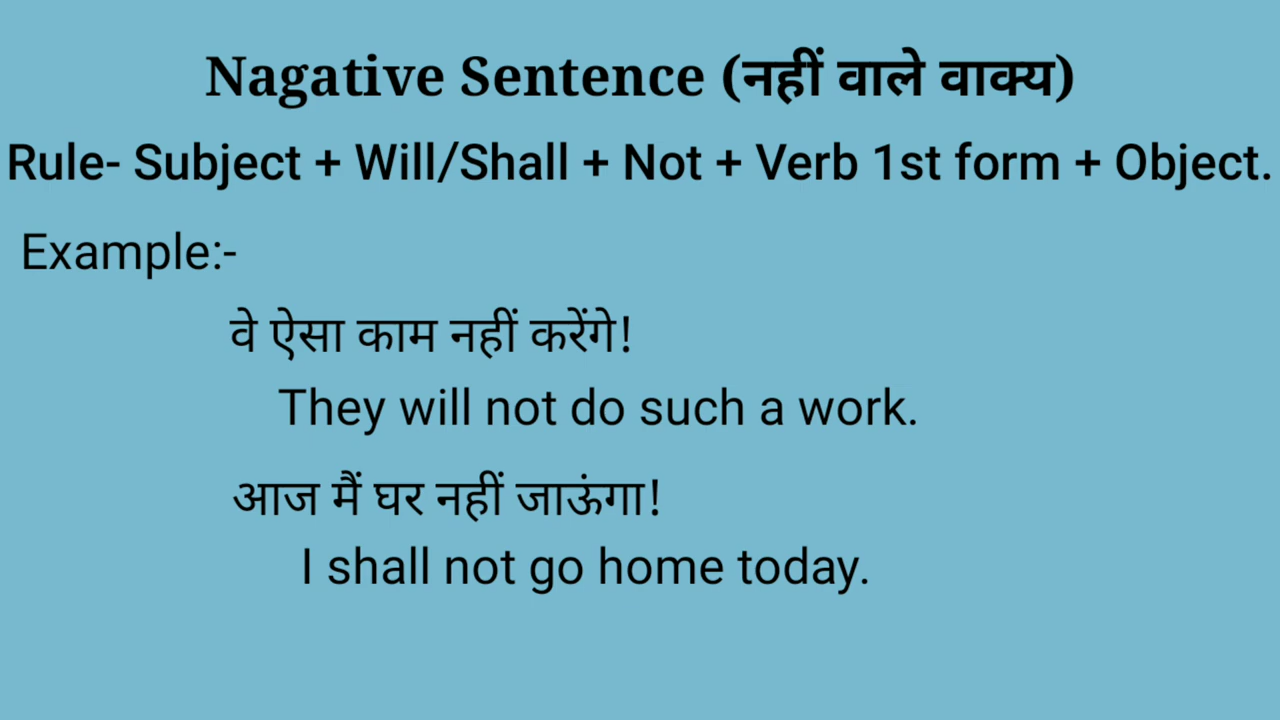 Nagative Sentence (नहीं वाले वाक्य)
Rule- Subject + Will/Shall + Not + Verb 1st form + Object.
Example:-
वे ऐसा काम नहीं करेंगे!
They will not do such a work.
आज मैं घर नहीं जाऊंगा!
I shall not go home today.